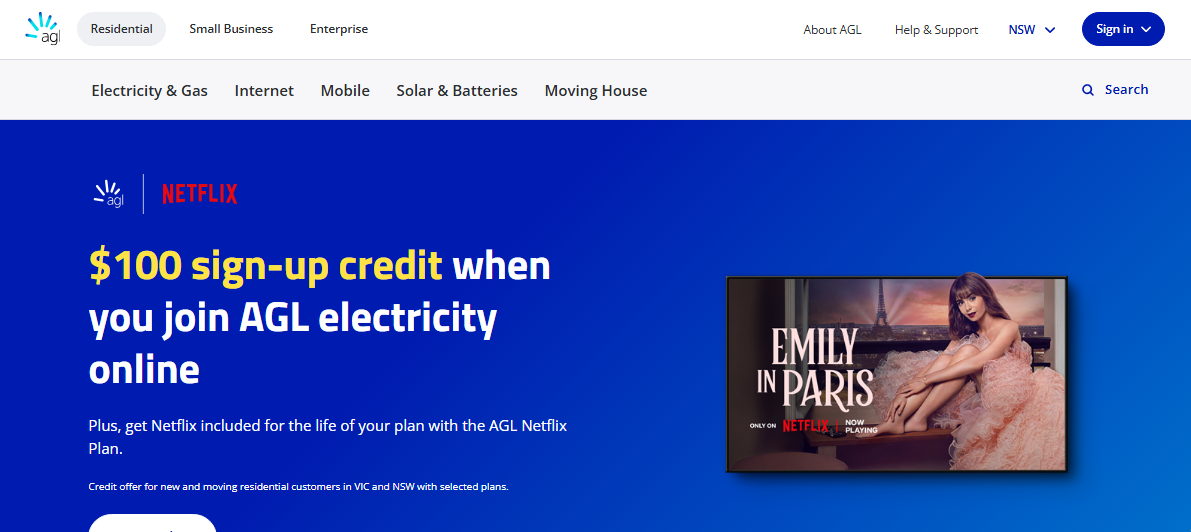 agl Residential Small Business Enterprise About AGL Help & Support NSW Sign in
Electricity & Gas Internet Mobile Solar & Batteries Moving House Search
agl NETFLIX
$100 sign-up credit when
you join AGL electricity
online
Plus, get Netflix included for the life of your plan with the AGL Netflix
Plan.
Credit offer for new and moving residential customers in VIC and NSW with selected plans.
EMILY
IN PARIS
ONLY ON NETFLIX NOW
PLAYING